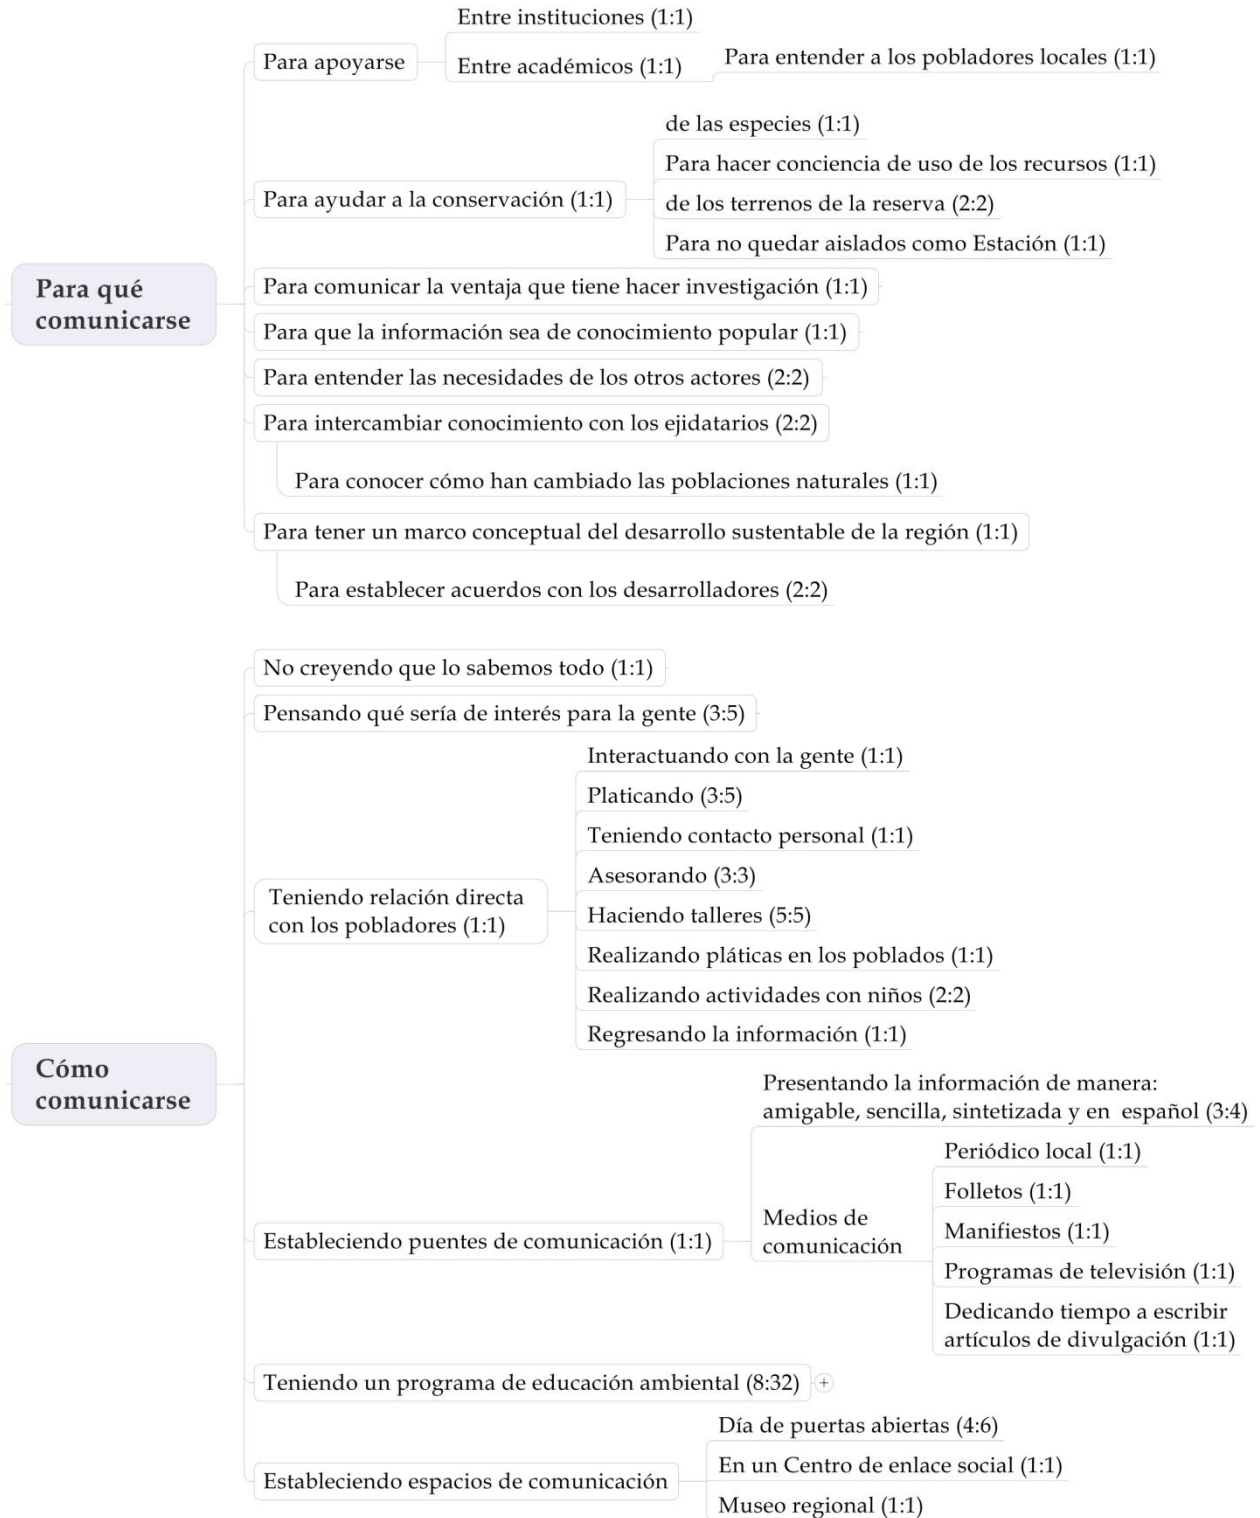 Para qué
comunicarse
Para apoyarse
Entre instituciones (1:1)
Entre académicos (1:1)
Para entender a los pobladores locales (1:1)
Para ayudar a la conservación (1:1)
de las especies (1:1)
Para hacer conciencia de uso de los recursos (1:1)
de los terrenos de la reserva (2:2)
Para no quedar aislados como Estación (1:1)
Para comunicar la ventaja que tiene hacer investigación (1:1)
Para que la información sea de conocimiento popular (1:1)
Para entender las necesidades de los otros actores (2:2)
Para intercambiar conocimiento con los ejidatarios (2:2)
Para conocer cómo han cambiado las poblaciones naturales (1:1)
Para tener un marco conceptual del desarrollo sustentable de la región (1:1)
Para establecer acuerdos con los desarrolladores (2:2)
Cómo
comunicarse
No creyendo que lo sabemos todo (1:1)
Pensando qué sería de interés para la gente (3:5)
Teniendo relación directa
con los pobladores (1:1)
Interactuando con la gente (1:1)
Platicando (3:5)
Teniendo contacto personal (1:1)
Asesorando (3:3)
Haciendo talleres (5:5)
Realizando pláticas en los poblados (1:1)
Realizando actividades con niños (2:2)
Regresando la información (1:1)
Estableciendo puentes de comunicación (1:1)
Presentando la información de manera:
amigable, sencilla, sintetizada y en español (3:4)
Medios de
comunicación
Periódico local (1:1)
Folletos (1:1)
Manifiestos (1:1)
Programas de televisión (1:1)
Dedicando tiempo a escribir
artículos de divulgación (1:1)
Teniendo un programa de educación ambiental (8:32) +
Estableciendo espacios de comunicación
Día de puertas abiertas (4:6)
En un Centro de enlace social (1:1)
Museo regional (1:1)